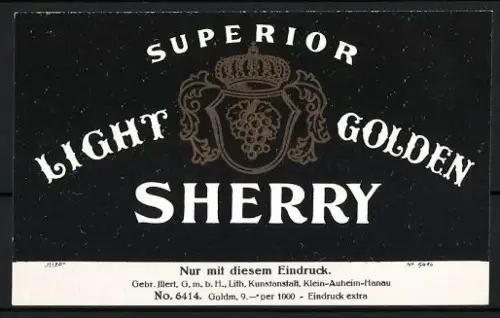 SUPERIOR
LIGHT GOLDEN
SHERRY
Nur mit diesem Eindruck.
Gebr. Illert, G. m. b. H., Lith. Kunstanstalt, Klein-Auheim-Hanau
No. 6414. Goldm. 9.— per 1000 - Eindruck extra